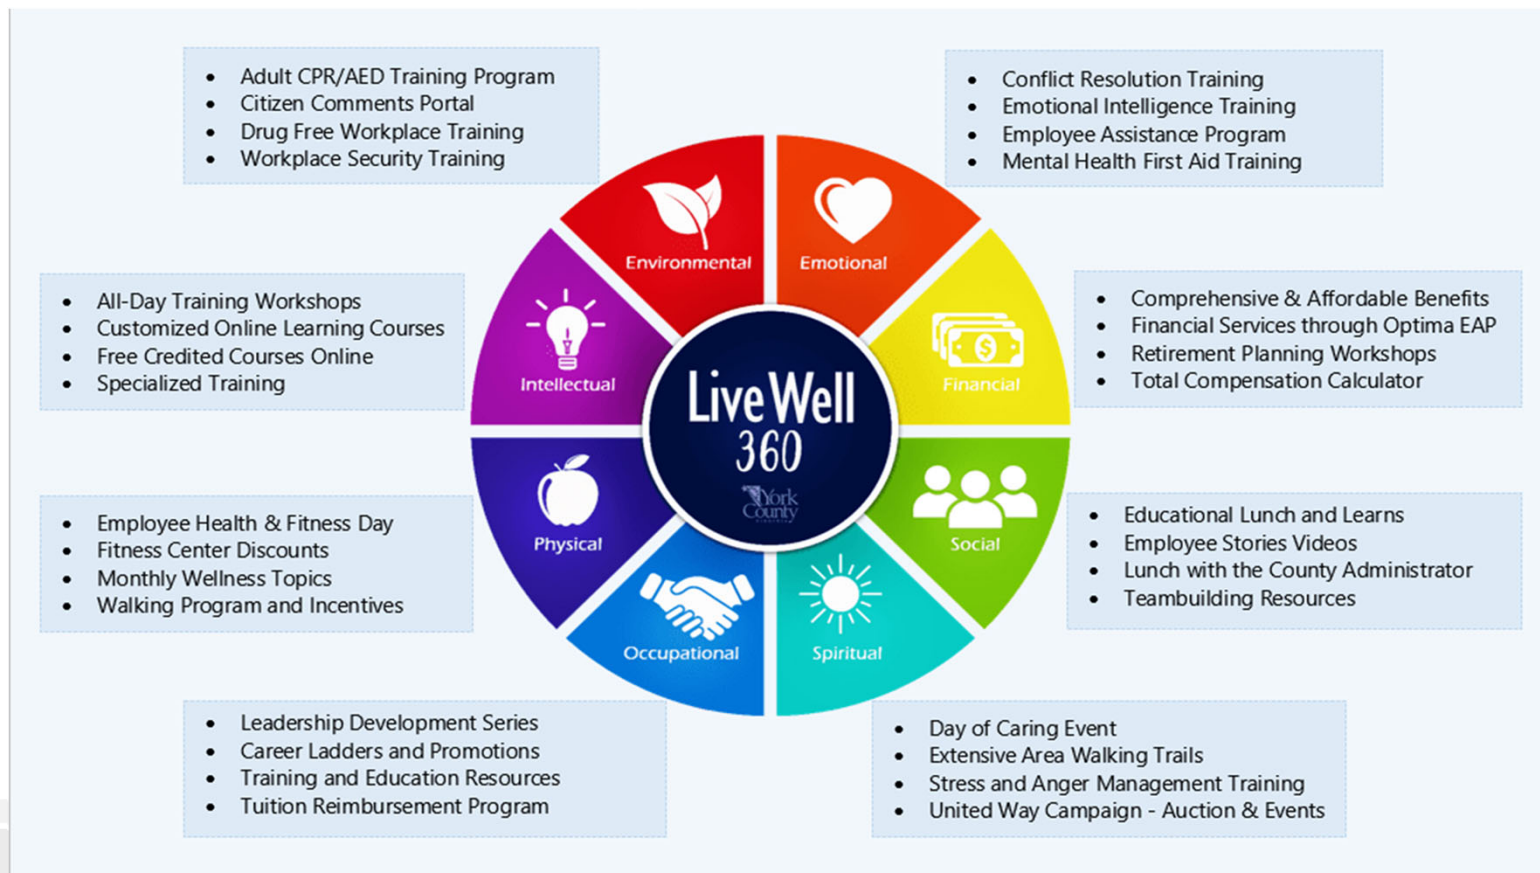 • Adult CPR/AED Training Program
• Citizen Comments Portal
• Drug Free Workplace Training
• Workplace Security Training
• Conflict Resolution Training
• Emotional Intelligence Training
• Employee Assistance Program
• Mental Health First Aid Training
Environmental
Emotional
• All-Day Training Workshops
• Customized Online Learning Courses
• Free Credited Courses Online
• Specialized Training
Intellectual
Financial
• Comprehensive & Affordable Benefits
• Financial Services through Optima EAP
• Retirement Planning Workshops
• Total Compensation Calculator
Live Well
360
York
County
• Employee Health & Fitness Day
• Fitness Center Discounts
• Monthly Wellness Topics
• Walking Program and Incentives
Physical
Social
• Educational Lunch and Learns
• Employee Stories Videos
• Lunch with the County Administrator
• Teambuilding Resources
Occupational
Spiritual
• Leadership Development Series
• Career Ladders and Promotions
• Training and Education Resources
• Tuition Reimbursement Program
• Day of Caring Event
• Extensive Area Walking Trails
• Stress and Anger Management Training
• United Way Campaign - Auction & Events